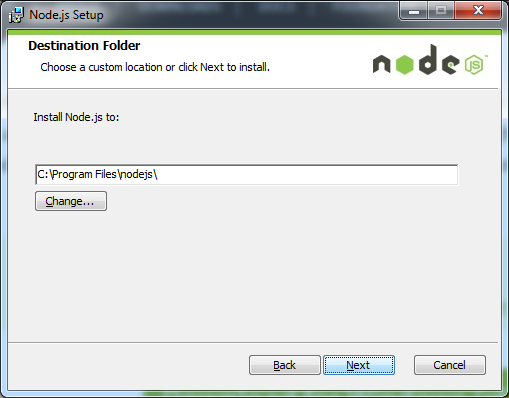 Node.js Setup
Destination Folder
Choose a custom location or click Next to install.
node
JS
Install Node.js to:
C:\Program Files\nodejs\
Change...
Back
Next
Cancel